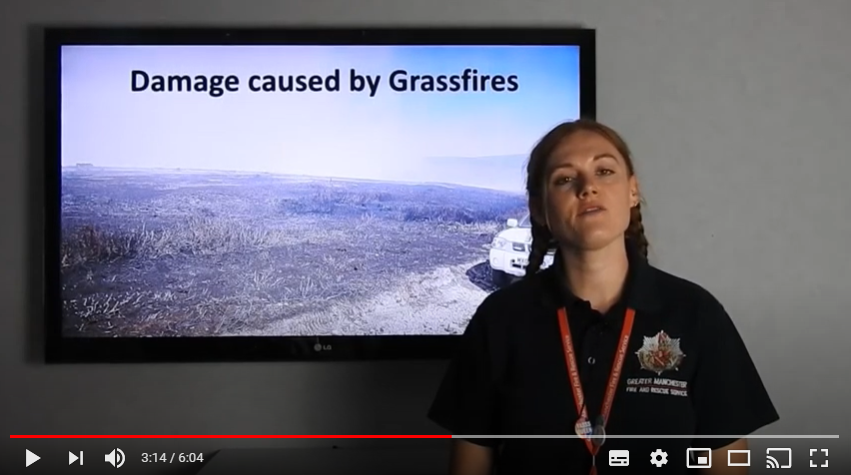 Damage caused by Grassfires
LG
GREATER MANCHESTER
FIRE AND RESCUE SERVICE
3:14 / 6:04